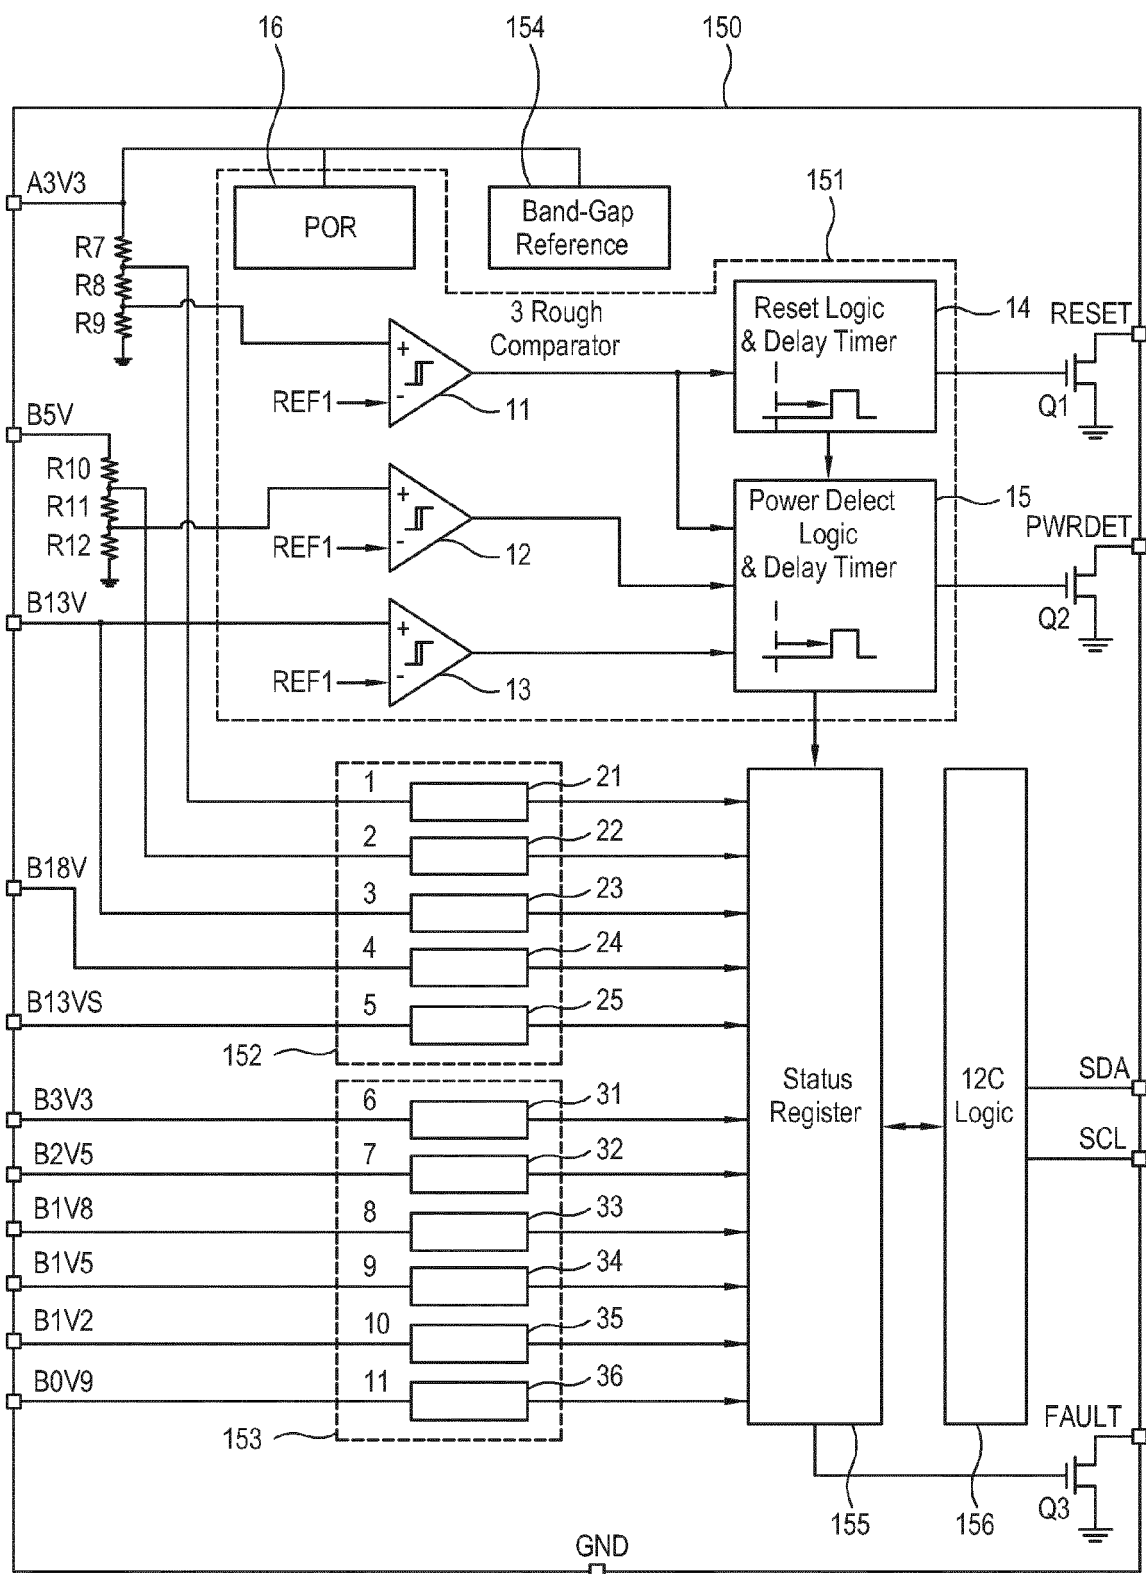 16
154
150
A3V3
POR
Band-Gap
Reference
151
R7
R8
R9
3 Rough
Comparator
Reset Logic
& Delay Timer
14
RESET
+
-
REF1
11
Q1
B5V
R10
R11
R12
+
-
REF1
12
Power Delect
Logic
& Delay Timer
15
PWRDET
Q2
B13V
+
-
REF1
13
1
21
2
22
B18V
3
23
4
24
B13VS
5
25
152
B3V3
6
31
B2V5
7
32
B1V8
8
33
B1V5
9
34
B1V2
10
35
B0V9
11
36
153
Status
Register
12C
Logic
SDA
SCL
FAULT
Q3
155
156
GND